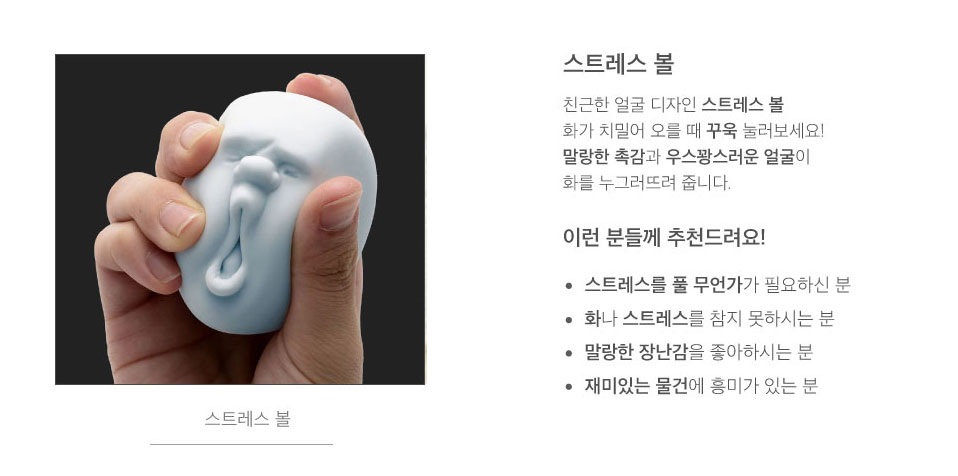 스트레스 볼
친근한 얼굴 디자인 스트레스 볼
화가 치밀어 오를 때 꾸욱 눌러보세요!
말랑한 촉감과 우스꽝스러운 얼굴이
화를 누그러뜨려 줍니다.
이런 분들께 추천드려요!
• 스트레스를 풀 무언가가 필요하신 분
• 화나 스트레스를 참지 못하시는 분
• 말랑한 장난감을 좋아하시는 분
• 재미있는 물건에 흥미가 있는 분
스트레스 볼